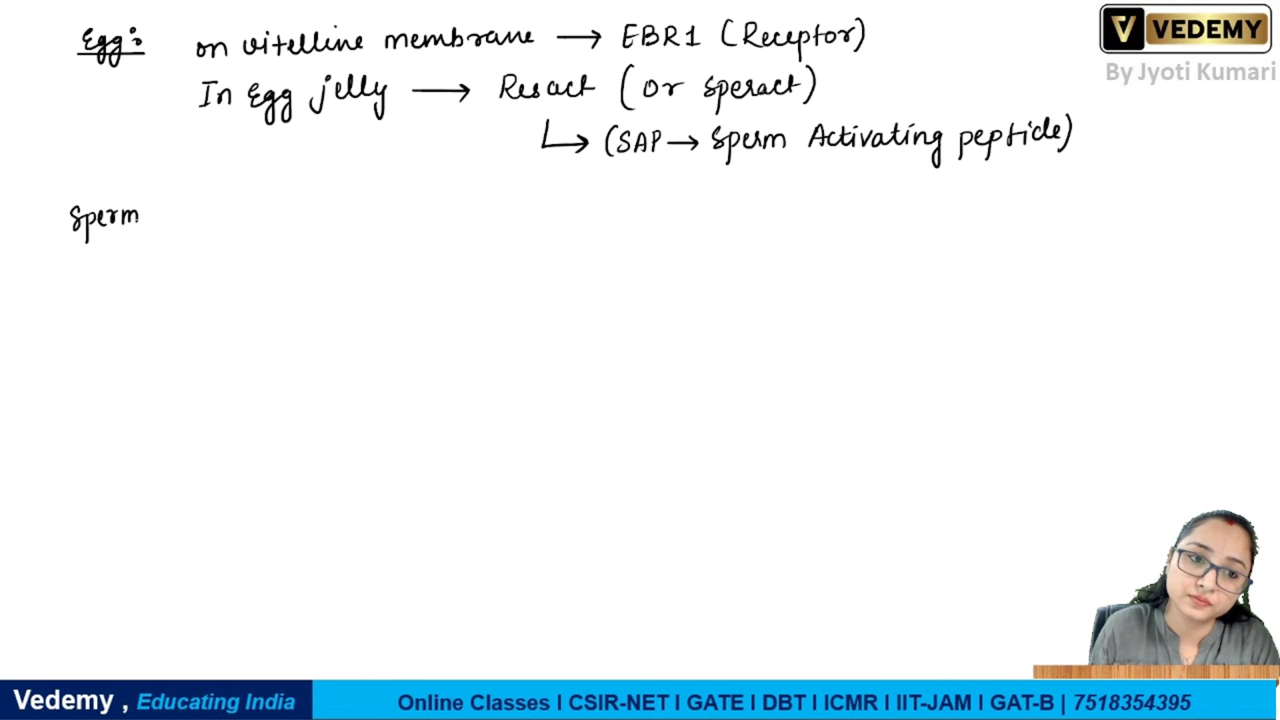 Egg: on vitelline membrane → EBR1 (Receptor)
In Egg jelly → Resact (or speract)
↳ (SAP → Sperm Activating peptide)
Sperm
V VEDEMY
By Jyoti Kumari
Vedemy , Educating India
Online Classes I CSIR-NET I GATE I DBT I ICMR I IIT-JAM I GAT-B | 7518354395